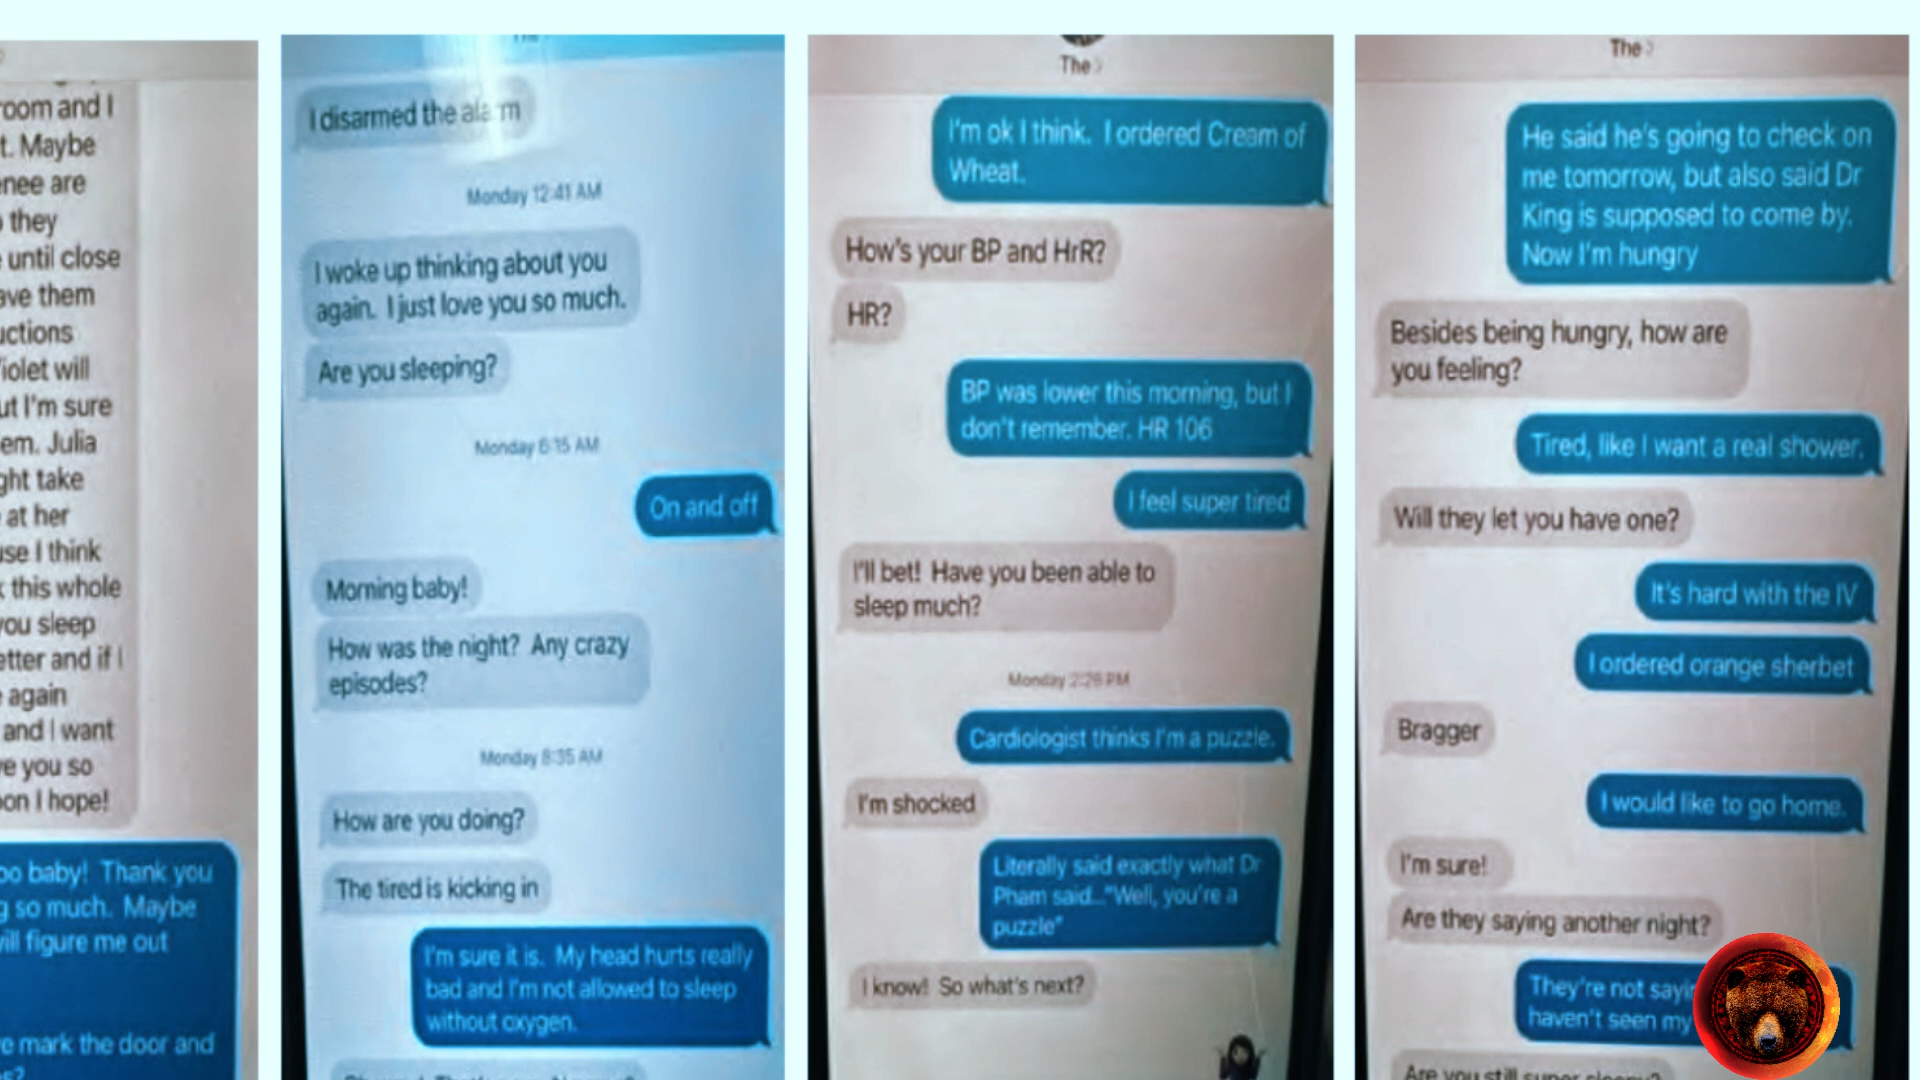 room and I
t. Maybe
nee are
they
until close
ave them
uctions
iolet will
ut I'm sure
em. Julia
ght take
at her
use I think
this whole
you sleep
etter and if I
again
and I want
ve you so
oon I hope!
oo baby! Thank you
g so much. Maybe
will figure me out
e mark the door and
I disarmed the alarm
Monday 12:41 AM
I woke up thinking about you
again. I just love you so much.
Are you sleeping?
Monday 6:15 AM
On and off
Morning baby!
How was the night? Any crazy
episodes?
Monday 8:35 AM
How are you doing?
The tired is kicking in
I'm sure it is. My head hurts really
bad and I'm not allowed to sleep
without oxygen.
The
I'm ok I think. I ordered Cream of
Wheat.
How's your BP and HrR?
HR?
BP was lower this morning, but I
don't remember. HR 106
I feel super tired
I'll bet! Have you been able to
sleep much?
Monday 2:26 PM
Cardiologist thinks I'm a puzzle.
I'm shocked
Literally said exactly what Dr
Pham said..."Well, you're a
puzzle"
I know! So what's next?
The
He said he's going to check on
me tomorrow, but also said Dr
King is supposed to come by.
Now I'm hungry
Besides being hungry, how are
you feeling?
Tired, like I want a real shower.
Will they let you have one?
It's hard with the IV
I ordered orange sherbet
Bragger
I would like to go home.
I'm sure!
Are they saying another night?
They're not sayin
haven't seen my
Are you still super sleepy?